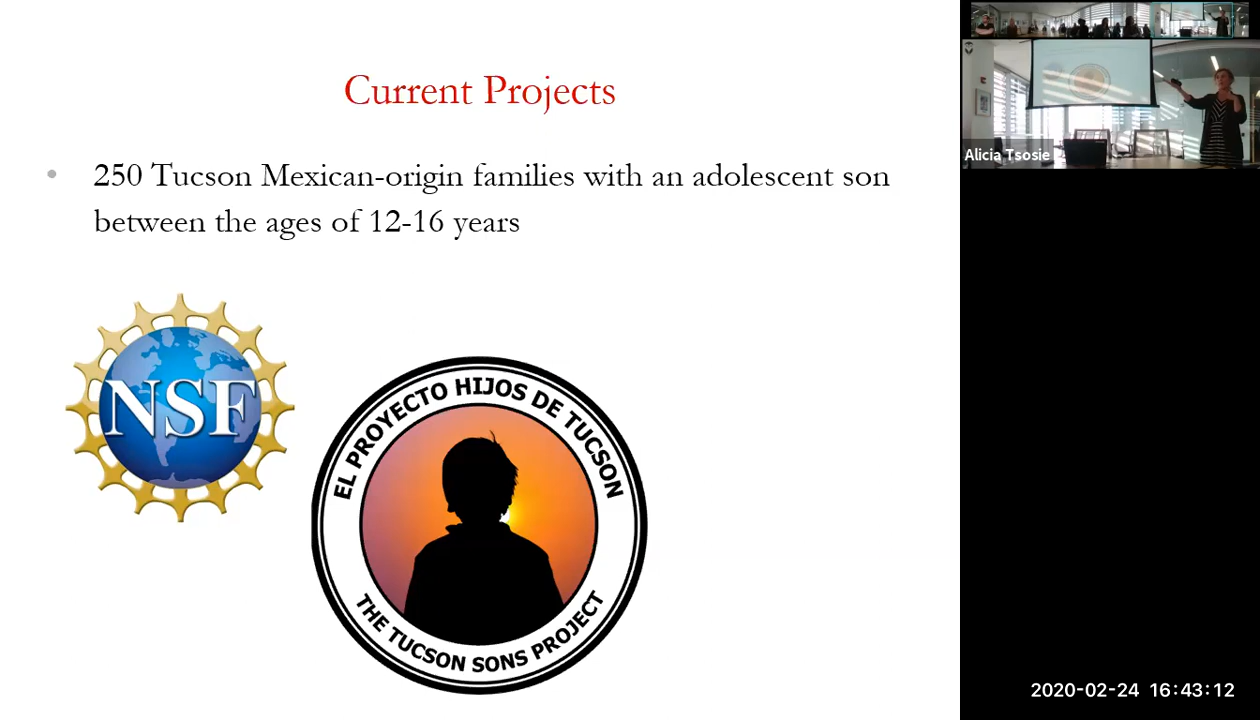 Current Projects
250 Tucson Mexican-origin families with an adolescent son
between the ages of 12-16 years
NSF
EL PROYECTO HIJOS DE TUCSON
THE TUCSON SONS PROJECT
Alicia Tsosie
2020-02-24 16:43:12